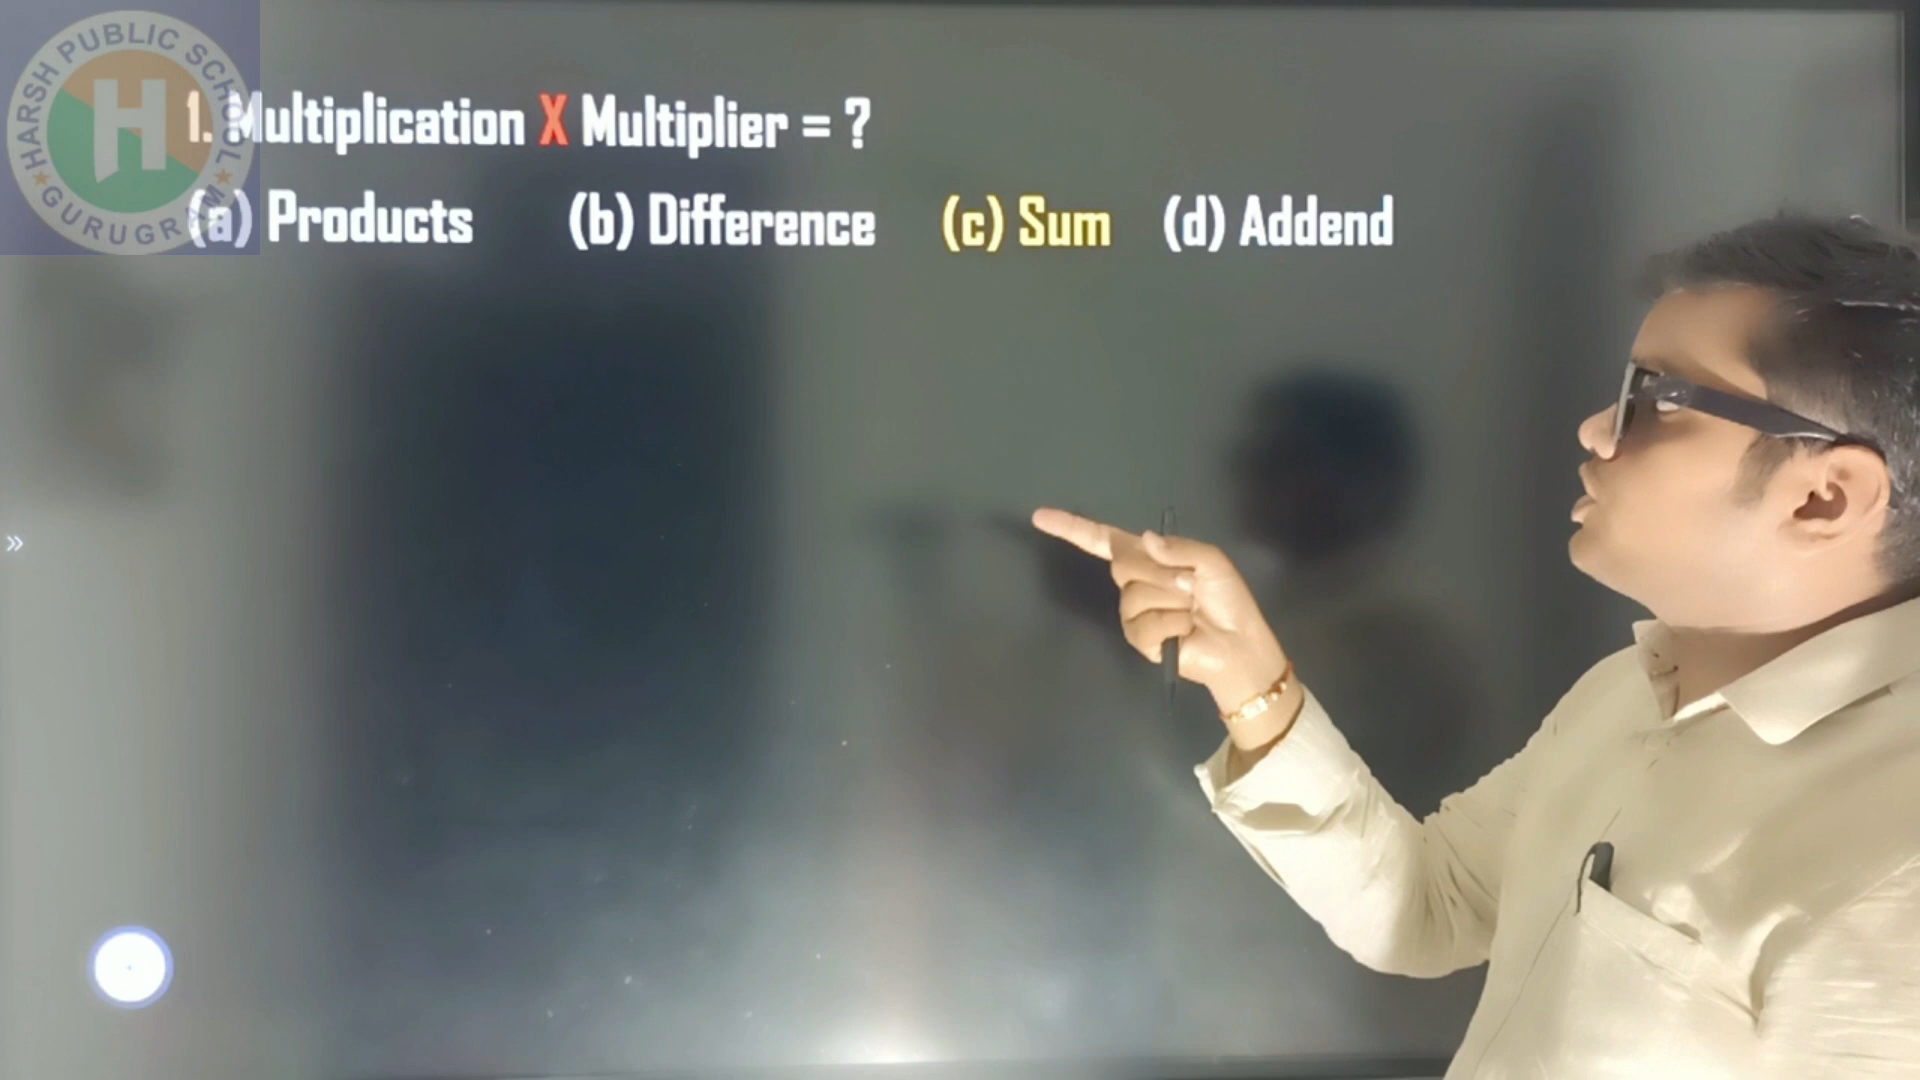 HARSH PUBLIC SCHOOL
H
GURUGRAM
1. Multiplication X Multiplier = ?
(a) Products (b) Difference (c) Sum (d) Addend
»